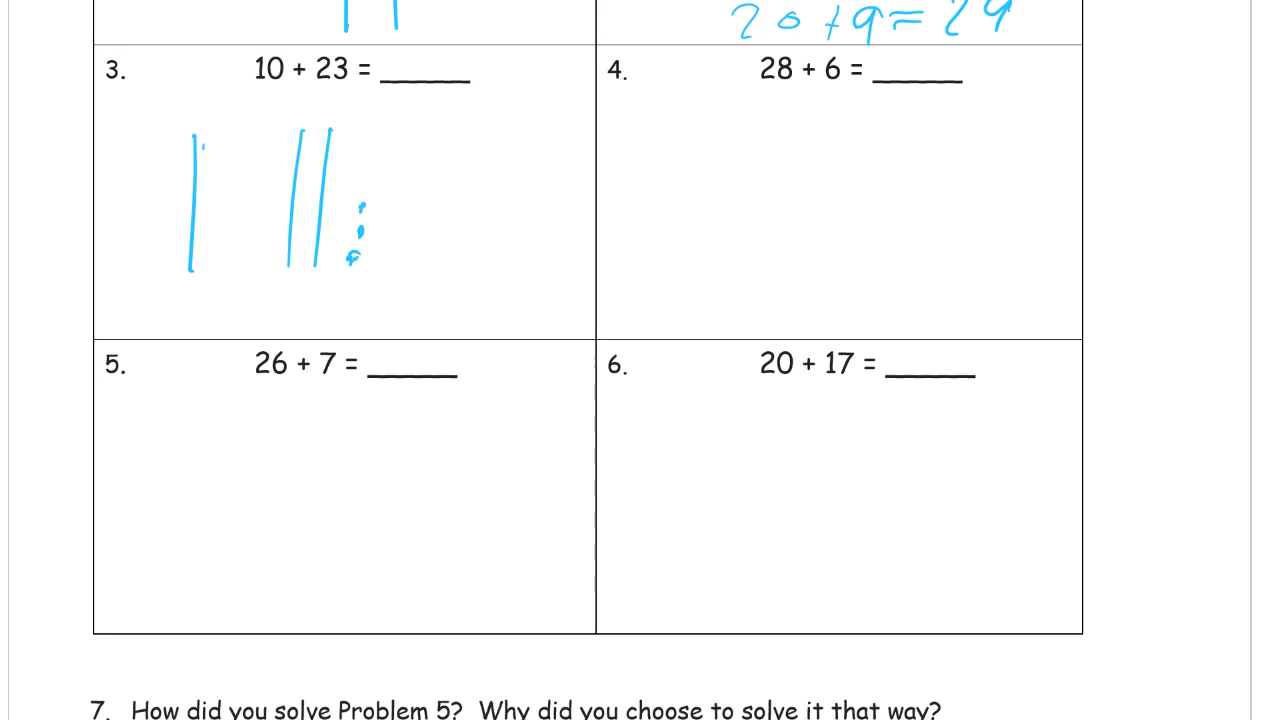 20 + 9 = 29
3. 10 + 23 = ______
4. 28 + 6 = ______
5. 26 + 7 = ______
6. 20 + 17 = ______
7. How did you solve Problem 5? Why did you choose to solve it that way?